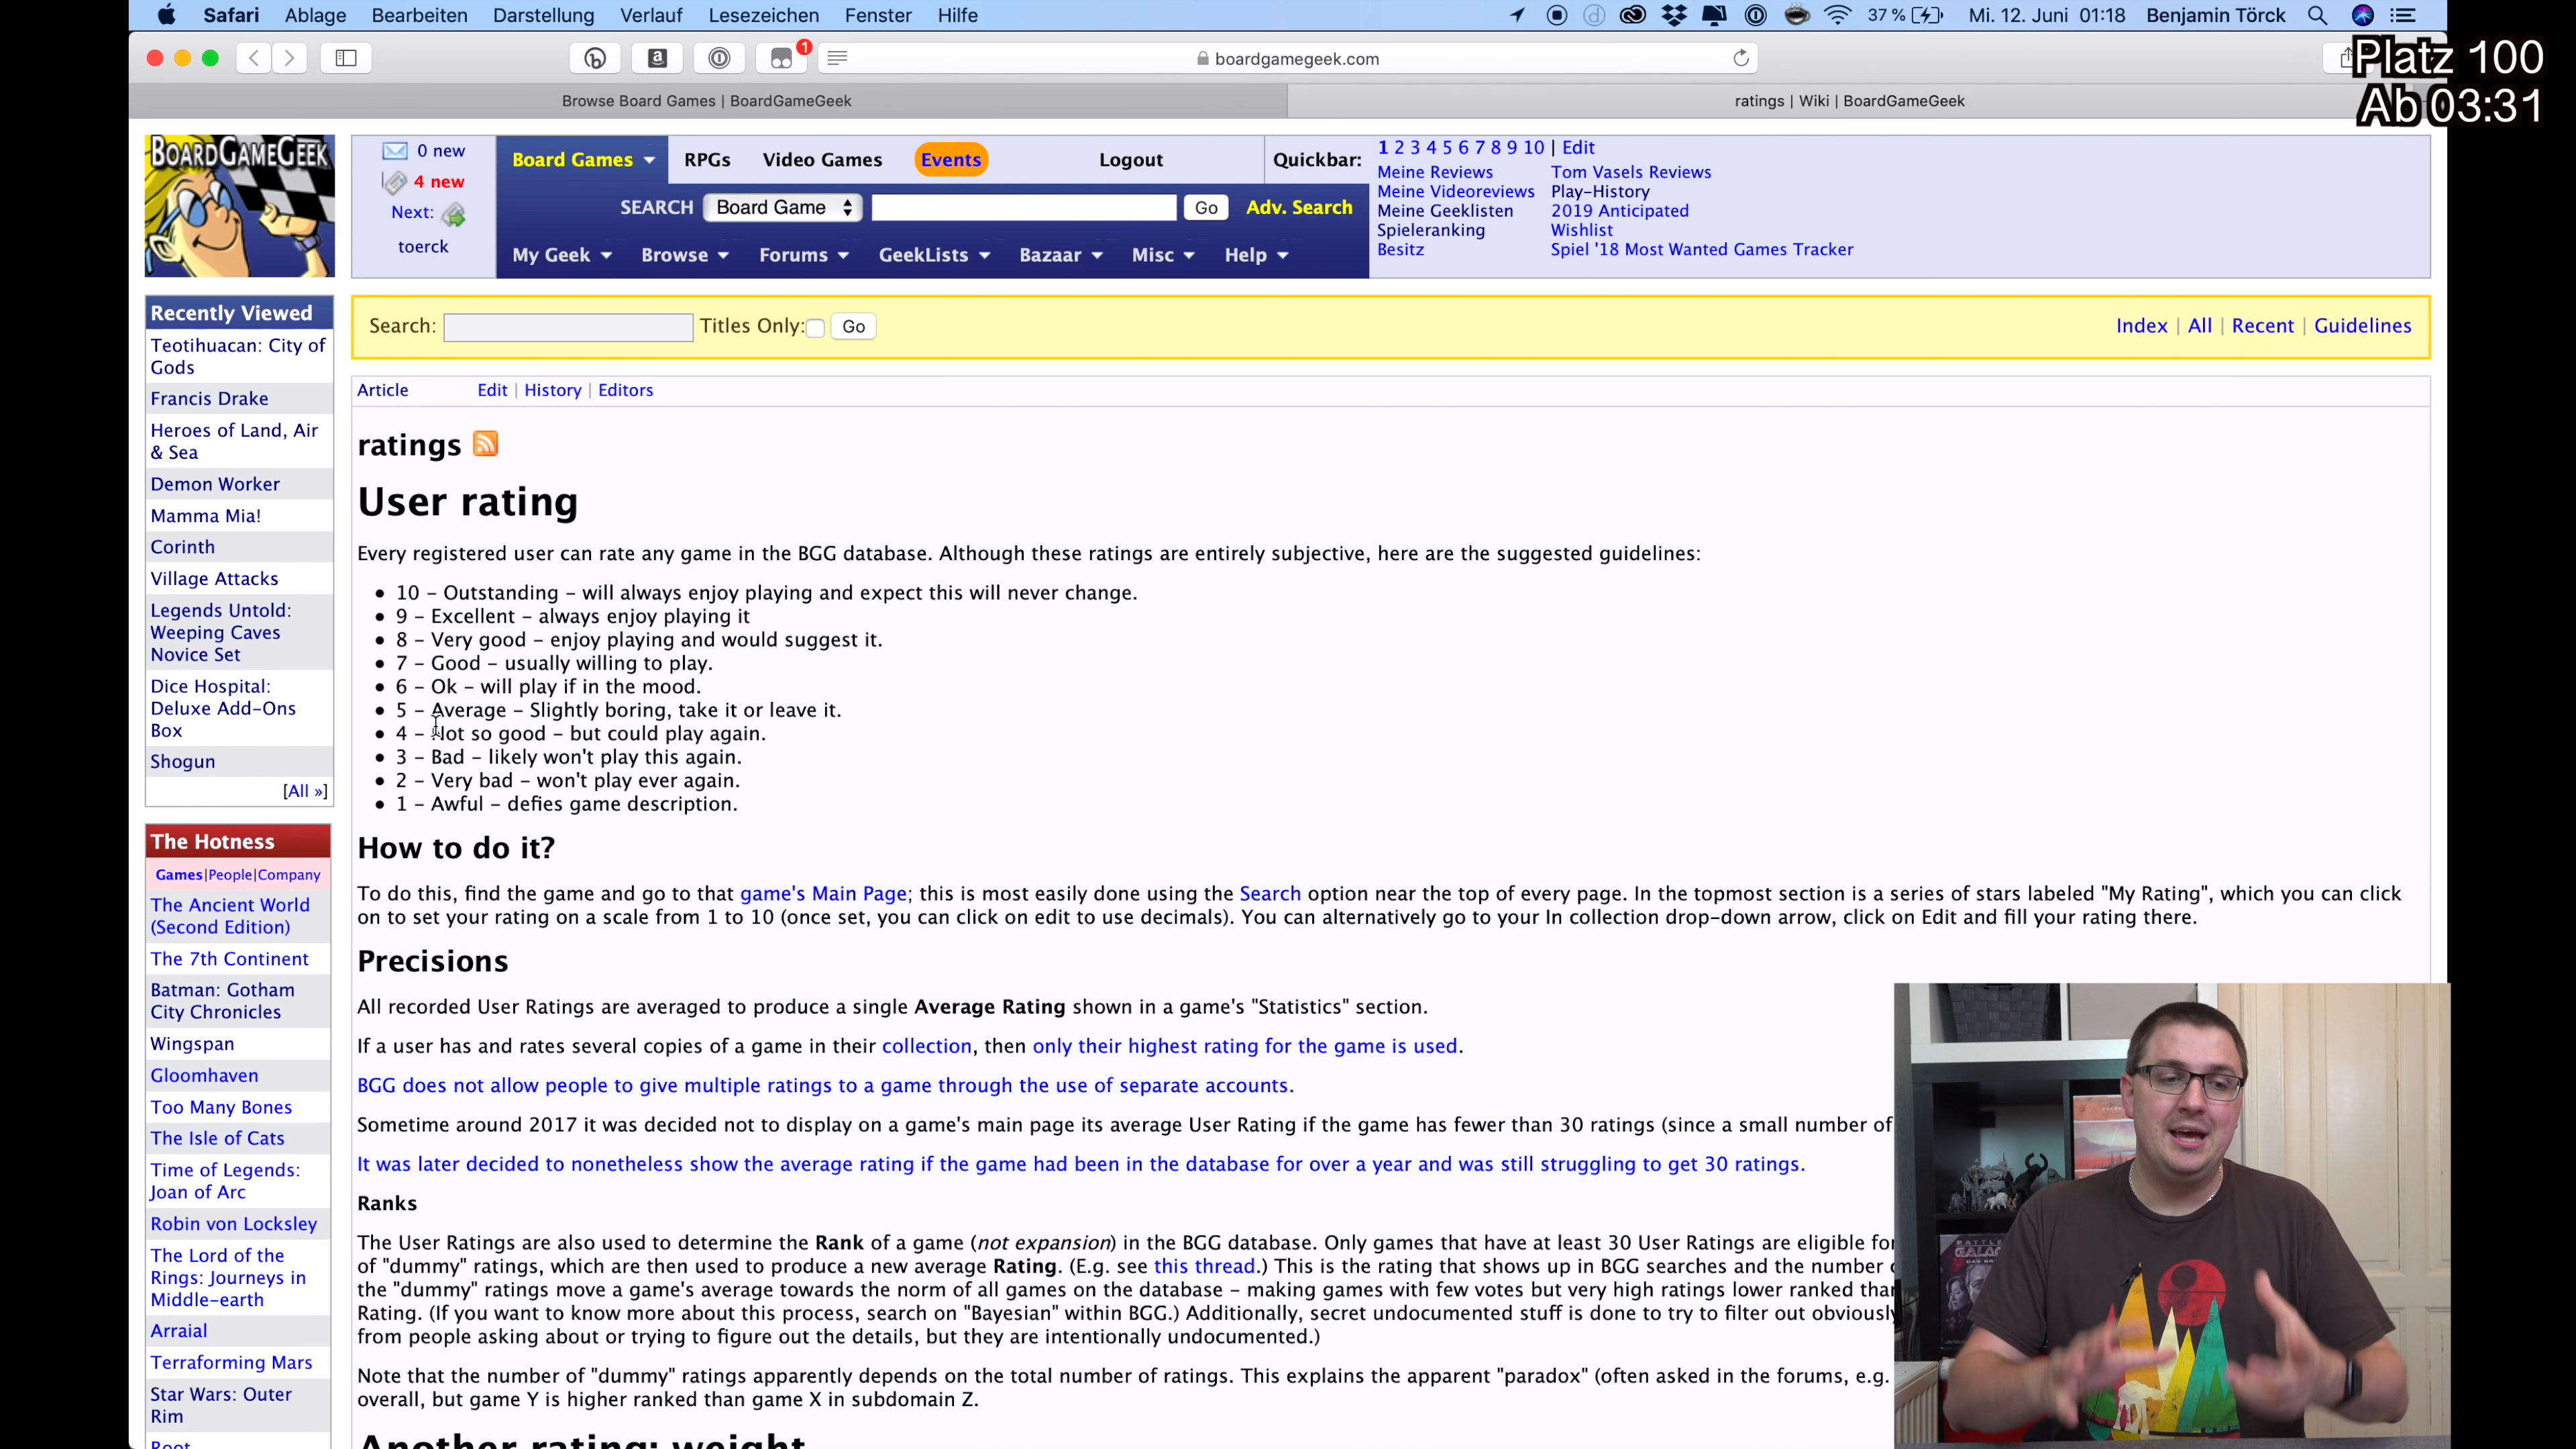 Safari Ablage Bearbeiten Darstellung Verlauf Lesezeichen Fenster Hilfe 37 % Mi. 12. Juni 01:18 Benjamin Törck
Platz 100
Ab 03:31
1
boardgamegeek.com
Browse Board Games | BoardGameGeek
ratings | Wiki | BoardGameGeek
BOARDGAMEGEEK
0 new
4 new
Next:
toerck
Board Games RPGs Video Games Events Logout
SEARCH Board Game Go Adv. Search
My Geek Browse Forums GeekLists Bazaar Misc Help
Quickbar: 1 2 3 4 5 6 7 8 9 10 | Edit
Meine Reviews Tom Vasels Reviews
Meine Videoreviews Play-History
Meine Geeklisten 2019 Anticipated
Spieleranking Wishlist
Besitz Spiel '18 Most Wanted Games Tracker
Recently Viewed
Teotihuacan: City of
Gods
Francis Drake
Heroes of Land, Air
& Sea
Demon Worker
Mamma Mia!
Corinth
Village Attacks
Legends Untold:
Weeping Caves
Novice Set
Dice Hospital:
Deluxe Add-Ons
Box
Shogun
[All »]
The Hotness
Games|People|Company
The Ancient World
(Second Edition)
The 7th Continent
Batman: Gotham
City Chronicles
Wingspan
Gloomhaven
Too Many Bones
The Isle of Cats
Time of Legends:
Joan of Arc
Robin von Locksley
The Lord of the
Rings: Journeys in
Middle-earth
Arraial
Terraforming Mars
Star Wars: Outer
Rim
Root
Search: Titles Only: Go Index | All | Recent | Guidelines
Article Edit | History | Editors
ratings
User rating
Every registered user can rate any game in the BGG database. Although these ratings are entirely subjective, here are the suggested guidelines:
• 10 – Outstanding – will always enjoy playing and expect this will never change.
• 9 – Excellent – always enjoy playing it
• 8 – Very good – enjoy playing and would suggest it.
• 7 – Good – usually willing to play.
• 6 – Ok – will play if in the mood.
• 5 – Average – Slightly boring, take it or leave it.
• 4 – Not so good – but could play again.
• 3 – Bad – likely won't play this again.
• 2 – Very bad – won't play ever again.
• 1 – Awful – defies game description.
How to do it?
To do this, find the game and go to that game's Main Page; this is most easily done using the Search option near the top of every page. In the topmost section is a series of stars labeled "My Rating", which you can click
on to set your rating on a scale from 1 to 10 (once set, you can click on edit to use decimals). You can alternatively go to your In collection drop-down arrow, click on Edit and fill your rating there.
Precisions
All recorded User Ratings are averaged to produce a single Average Rating shown in a game's "Statistics" section.
If a user has and rates several copies of a game in their collection, then only their highest rating for the game is used.
BGG does not allow people to give multiple ratings to a game through the use of separate accounts.
Sometime around 2017 it was decided not to display on a game's main page its average User Rating if the game has fewer than 30 ratings (since a small number of
It was later decided to nonetheless show the average rating if the game had been in the database for over a year and was still struggling to get 30 ratings.
Ranks
The User Ratings are also used to determine the Rank of a game (not expansion) in the BGG database. Only games that have at least 30 User Ratings are eligible for
of "dummy" ratings, which are then used to produce a new average Rating. (E.g. see this thread.) This is the rating that shows up in BGG searches and the number
the "dummy" ratings move a game's average towards the norm of all games on the database – making games with few votes but very high ratings lower ranked than
Rating. (If you want to know more about this process, search on "Bayesian" within BGG.) Additionally, secret undocumented stuff is done to try to filter out obviously
from people asking about or trying to figure out the details, but they are intentionally undocumented.)
Note that the number of "dummy" ratings apparently depends on the total number of ratings. This explains the apparent "paradox" (often asked in the forums, e.g.
overall, but game Y is higher ranked than game X in subdomain Z.
Another rating: weight